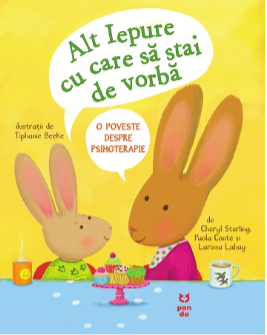 Alt Iepure
cu care să stai
de vorbă
ilustrații de
Tiphanie Beeke
O POVESTE
DESPRE
PSIHOTERAPIE
de
Cheryl Sterling,
Paola Conte și
Larissa Labay
pan
da